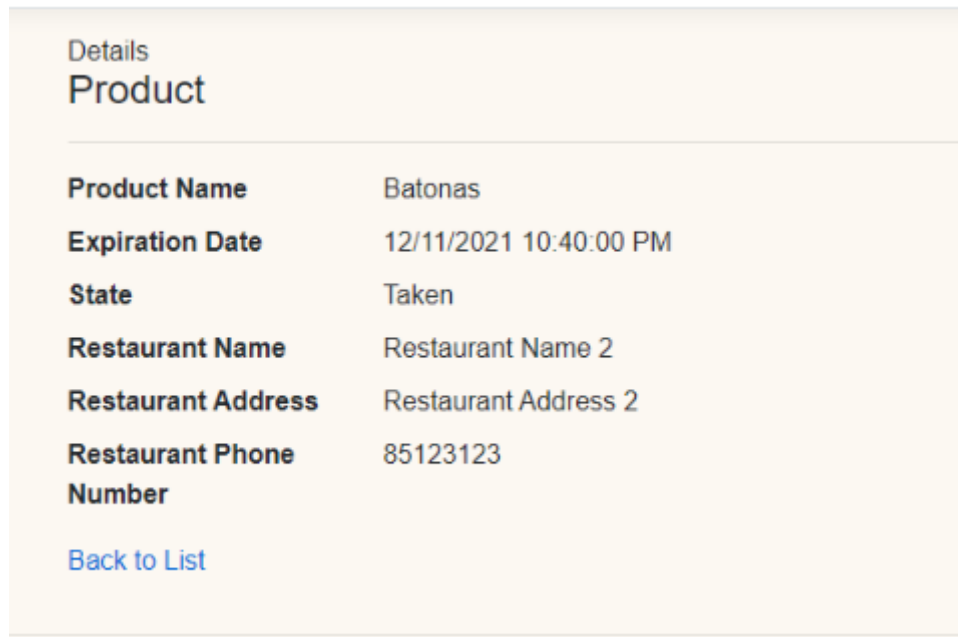 Details
Product
Product Name Batonas
Expiration Date 12/11/2021 10:40:00 PM
State Taken
Restaurant Name Restaurant Name 2
Restaurant Address Restaurant Address 2
Restaurant Phone 85123123
Number
Back to List